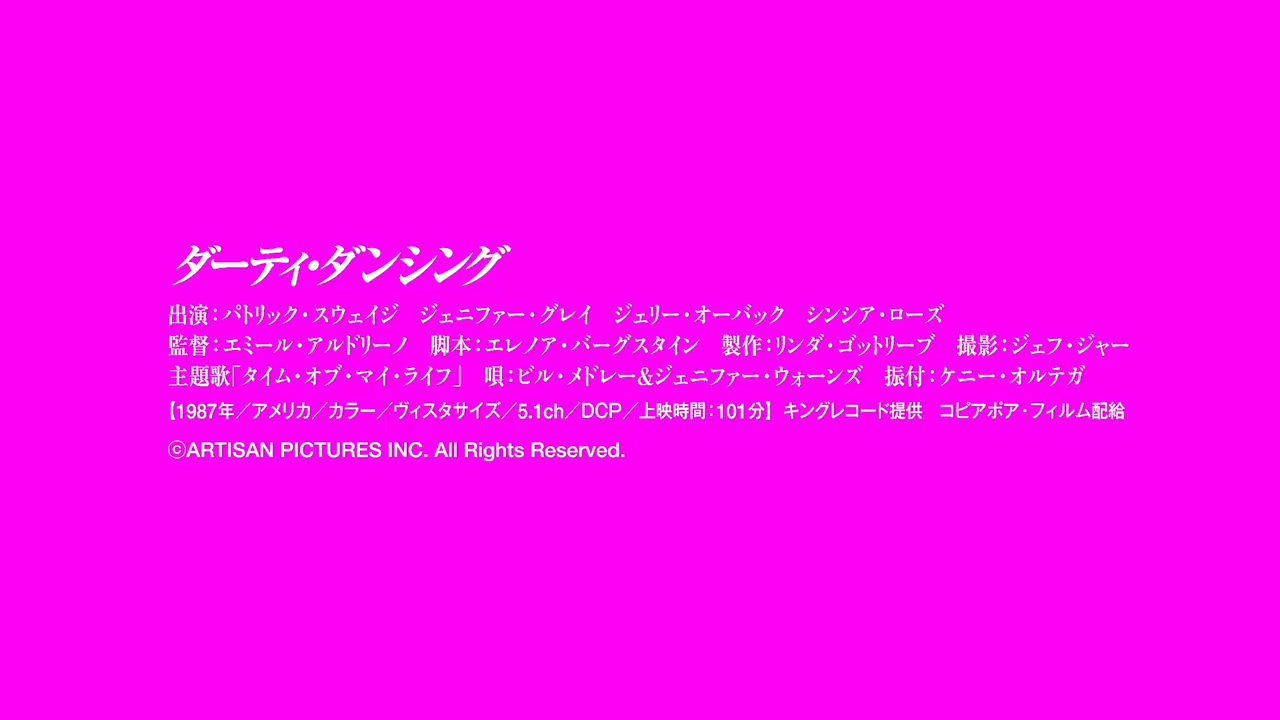 ダーティ・ダンシング
出演：パトリック・スウェイジ　ジェニファー・グレイ　ジェリー・オーバック　シンシア・ローズ
監督：エミール・アルドリーノ　脚本：エレノア・バーグスタイン　製作：リンダ・ゴットリーブ　撮影：ジェフ・ジャー
主題歌「タイム・オブ・マイ・ライフ」　唄：ビル・メドレー&ジェニファー・ウォーンズ　振付：ケニー・オルテガ
【1987年／アメリカ／カラー／ヴィスタサイズ／5.1ch／DCP／上映時間：101分】 キングレコード提供　コピアポア・フィルム配給
ⓒARTISAN PICTURES INC. All Rights Reserved.